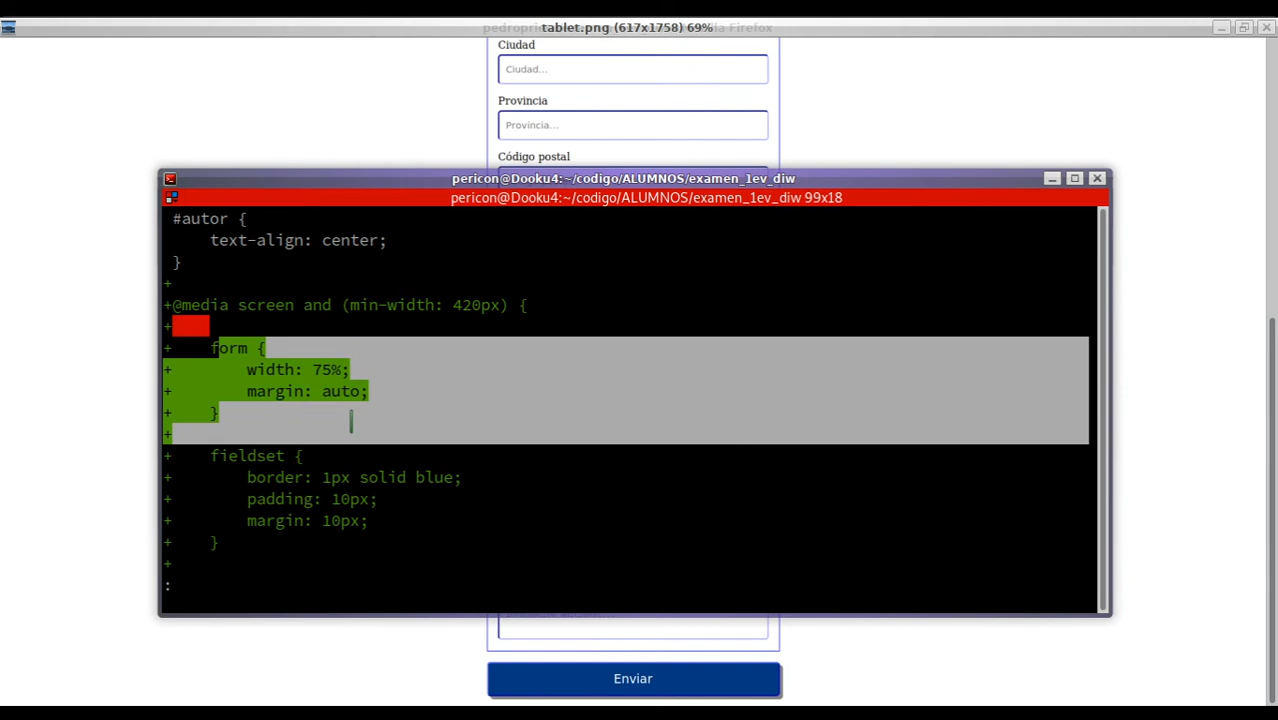 tablet.png (617x1758) 69%
Ciudad
Ciudad...
Provincia
Provincia...
Código postal
pericon@Dooku4:~/codigo/ALUMNOS/examen_1ev_diw
pericon@Dooku4:~/codigo/ALUMNOS/examen_1ev_diw 99x18
#autor {
    text-align: center;
}
+
+@media screen and (min-width: 420px) {
+
+    form {
+        width: 75%;
+        margin: auto;
+    }
+
+    fieldset {
+        border: 1px solid blue;
+        padding: 10px;
+        margin: 10px;
+    }
+
:
Enviar